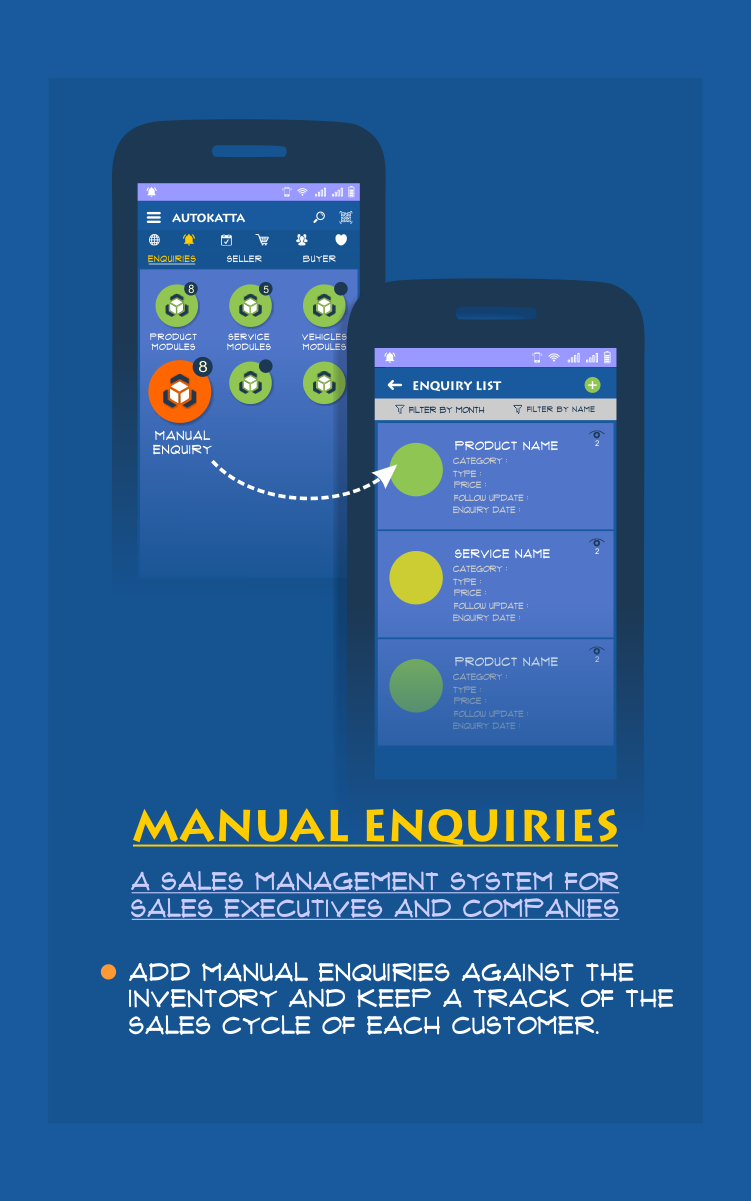 AUTOKATTA
ENQUIRIES SELLER BUYER
8 5
PRODUCT MODULES
SERVICE MODULES
VEHICLES MODULES
8
MANUAL
ENQUIRY
ENQUIRY LIST
FILTER BY MONTH FILTER BY NAME
PRODUCT NAME
2
CATEGORY :
TYPE :
PRICE :
FOLLOW UPDATE :
ENQUIRY DATE :
SERVICE NAME
2
CATEGORY :
TYPE :
PRICE :
FOLLOW UPDATE :
ENQUIRY DATE :
PRODUCT NAME
2
CATEGORY :
TYPE :
PRICE :
FOLLOW UPDATE :
ENQUIRY DATE :
MANUAL ENQUIRIES
A SALES MANAGEMENT SYSTEM FOR
SALES EXECUTIVES AND COMPANIES
ADD MANUAL ENQUIRIES AGAINST THE
INVENTORY AND KEEP A TRACK OF THE
SALES CYCLE OF EACH CUSTOMER.